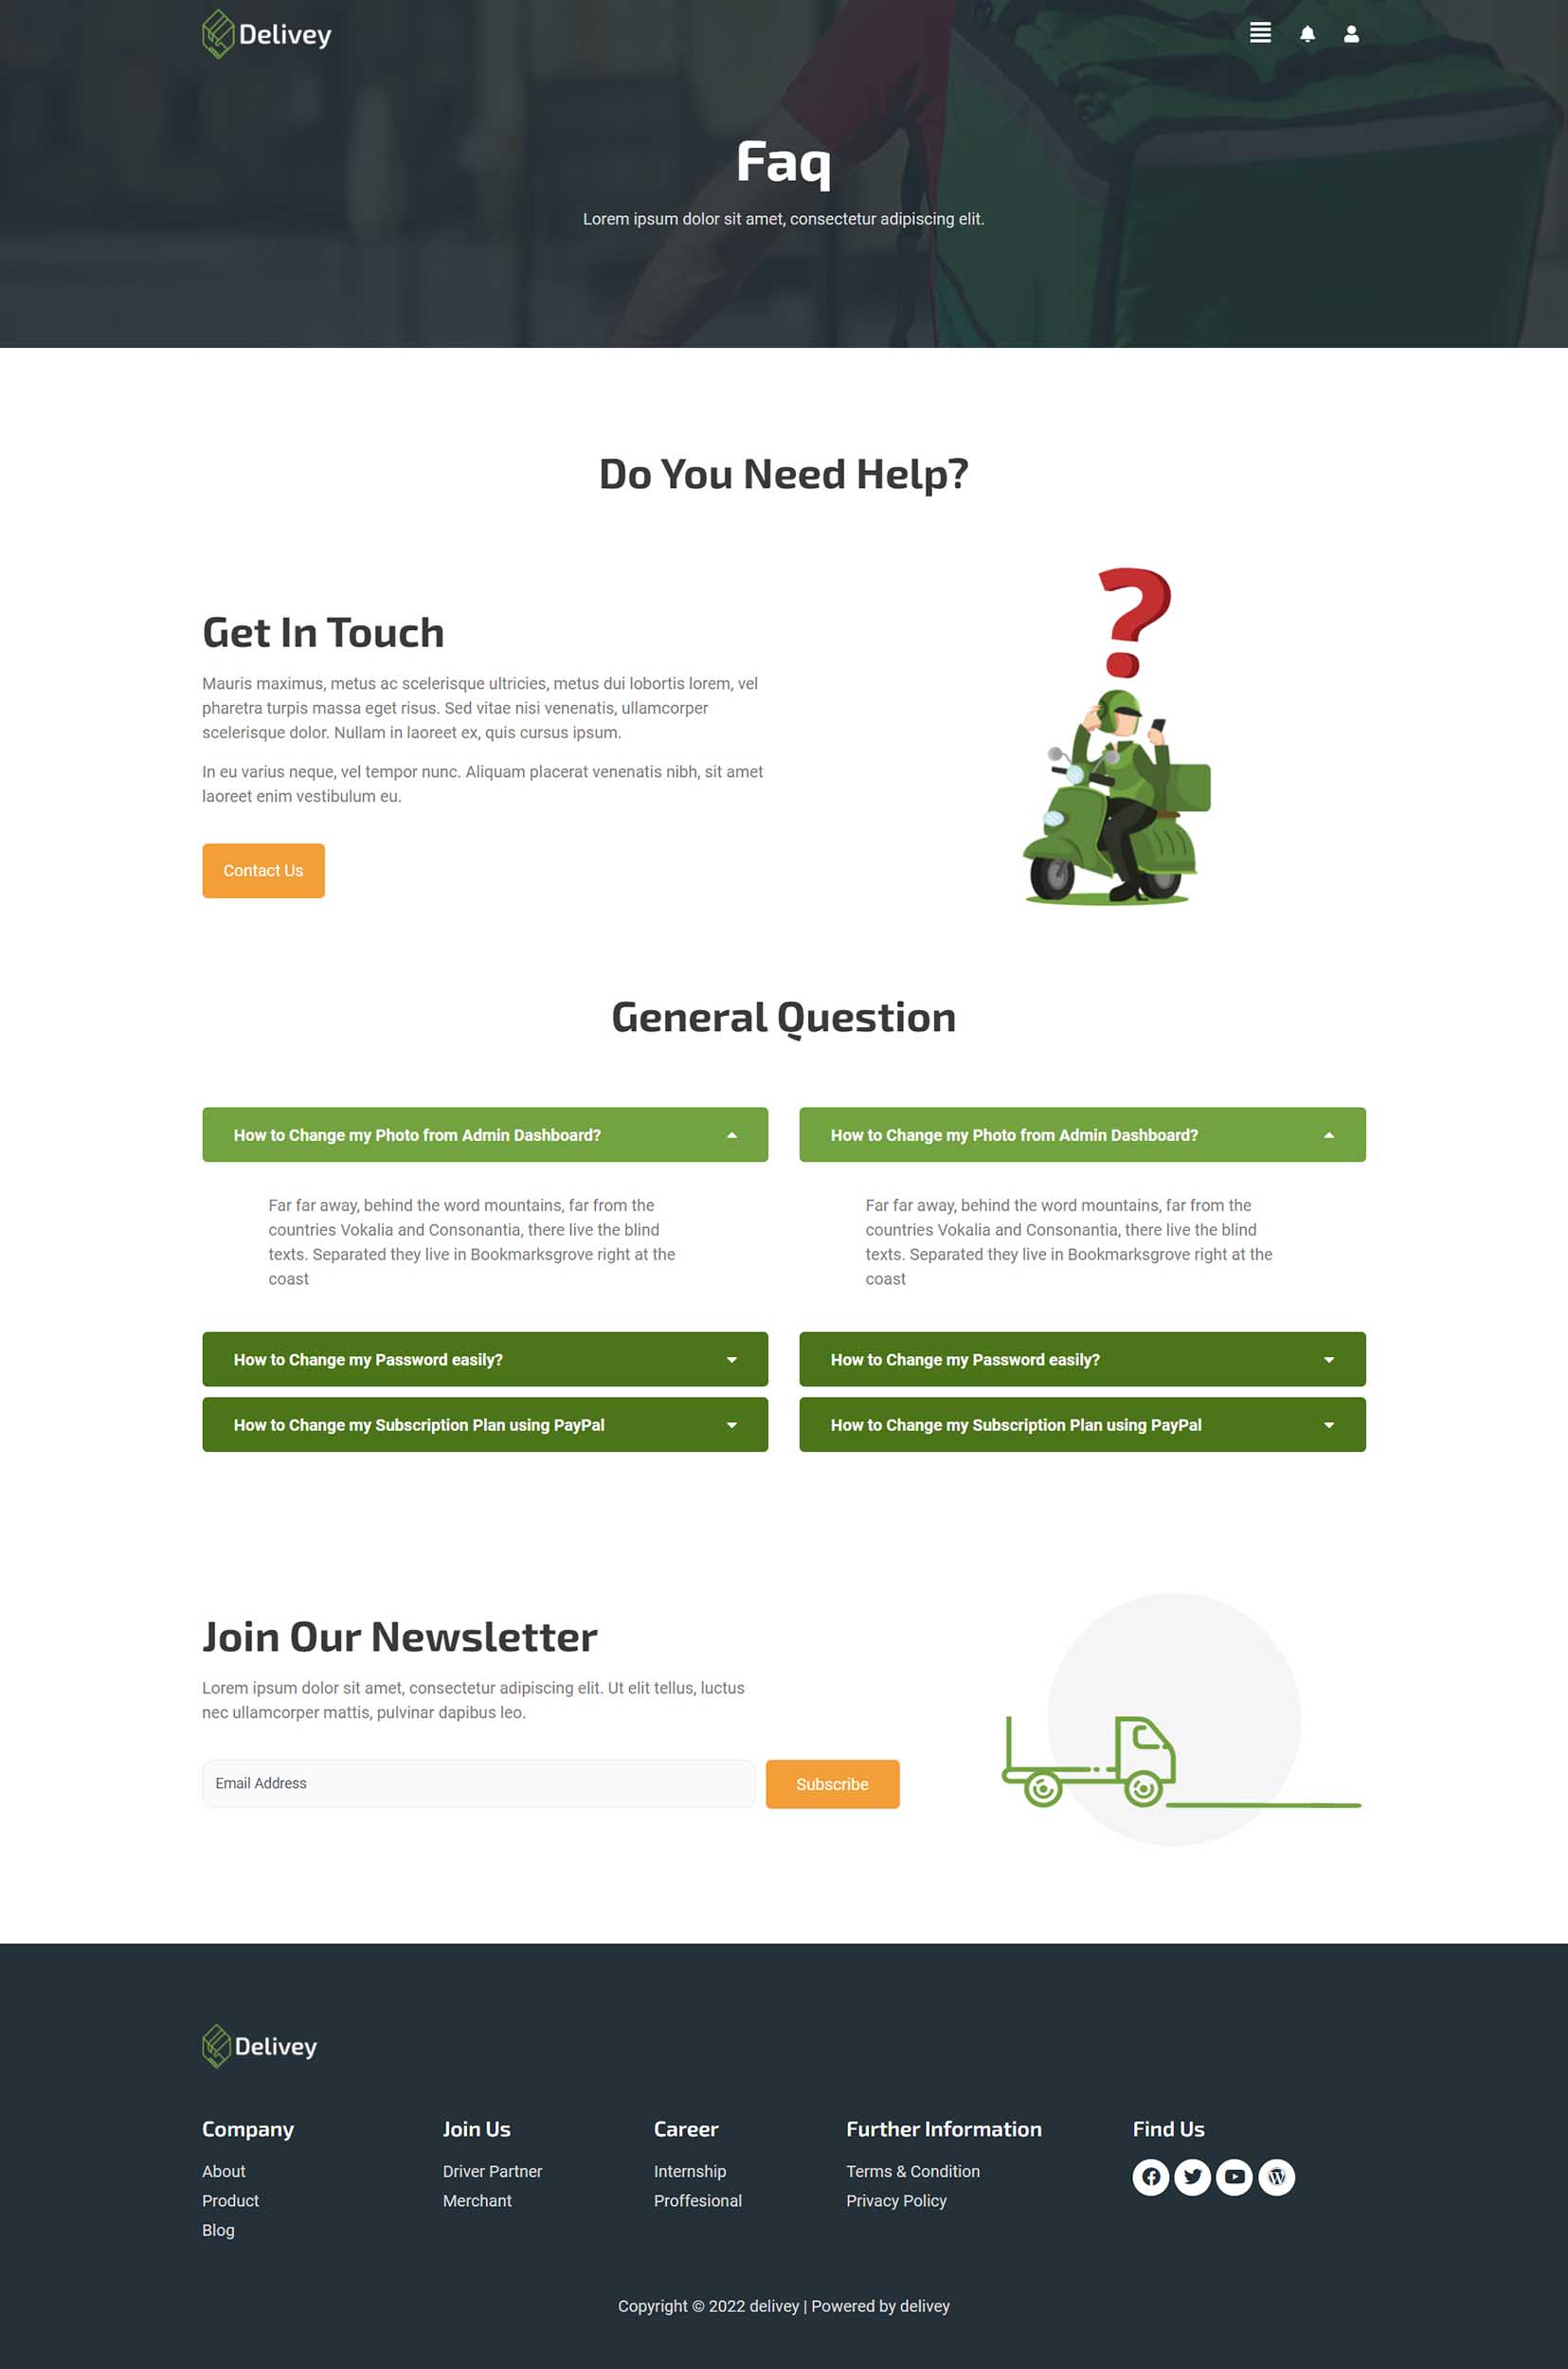 Delivey
Faq
Lorem ipsum dolor sit amet, consectetur adipiscing elit.
Do You Need Help?
Get In Touch
Mauris maximus, metus ac scelerisque ultricies, metus dui lobortis lorem, vel
pharetra turpis massa eget risus. Sed vitae nisi venenatis, ullamcorper
scelerisque dolor. Nullam in laoreet ex, quis cursus ipsum.
In eu varius neque, vel tempor nunc. Aliquam placerat venenatis nibh, sit amet
laoreet enim vestibulum eu.
Contact Us
?
General Question
How to Change my Photo from Admin Dashboard?
Far far away, behind the word mountains, far from the
countries Vokalia and Consonantia, there live the blind
texts. Separated they live in Bookmarksgrove right at the
coast
How to Change my Password easily?
How to Change my Subscription Plan using PayPal
How to Change my Photo from Admin Dashboard?
Far far away, behind the word mountains, far from the
countries Vokalia and Consonantia, there live the blind
texts. Separated they live in Bookmarksgrove right at the
coast
How to Change my Password easily?
How to Change my Subscription Plan using PayPal
Join Our Newsletter
Lorem ipsum dolor sit amet, consectetur adipiscing elit. Ut elit tellus, luctus
nec ullamcorper mattis, pulvinar dapibus leo.
Email Address
Subscribe
Delivey
Company
About
Product
Blog
Join Us
Driver Partner
Merchant
Career
Internship
Proffesional
Further Information
Terms & Condition
Privacy Policy
Find Us
Copyright © 2022 delivey | Powered by delivey